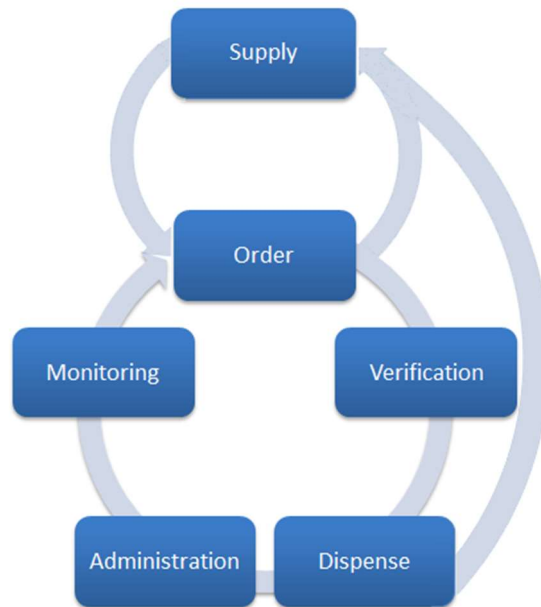 Supply
Order
Monitoring
Verification
Administration
Dispense